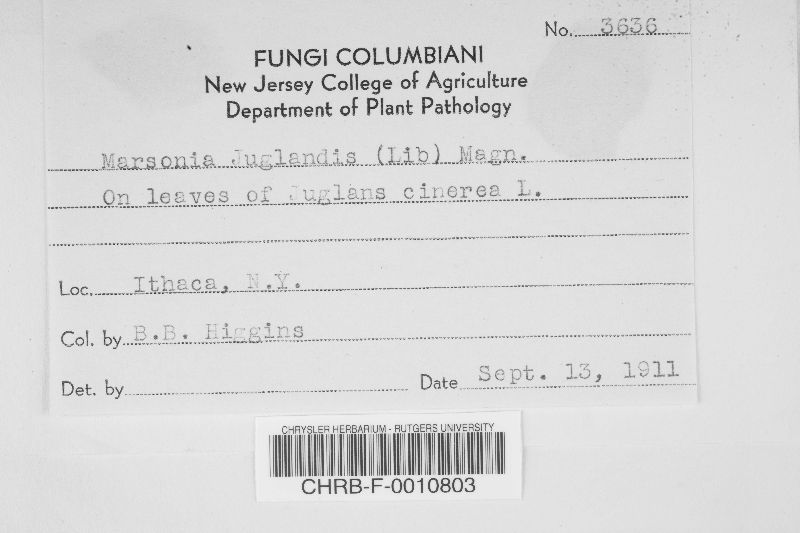 No. 3636
FUNGI COLUMBIANI
New Jersey College of Agriculture
Department of Plant Pathology
Marsonia Juglandis (Lib) Magn.
On leaves of Juglans cinerea L.
Loc. Ithaca, N.Y.
Col. by B.B. Higgins
Det. by
Date Sept. 13, 1911
CHRYSLER HERBARIUM - RUTGERS UNIVERSITY
CHRB-F-0010803